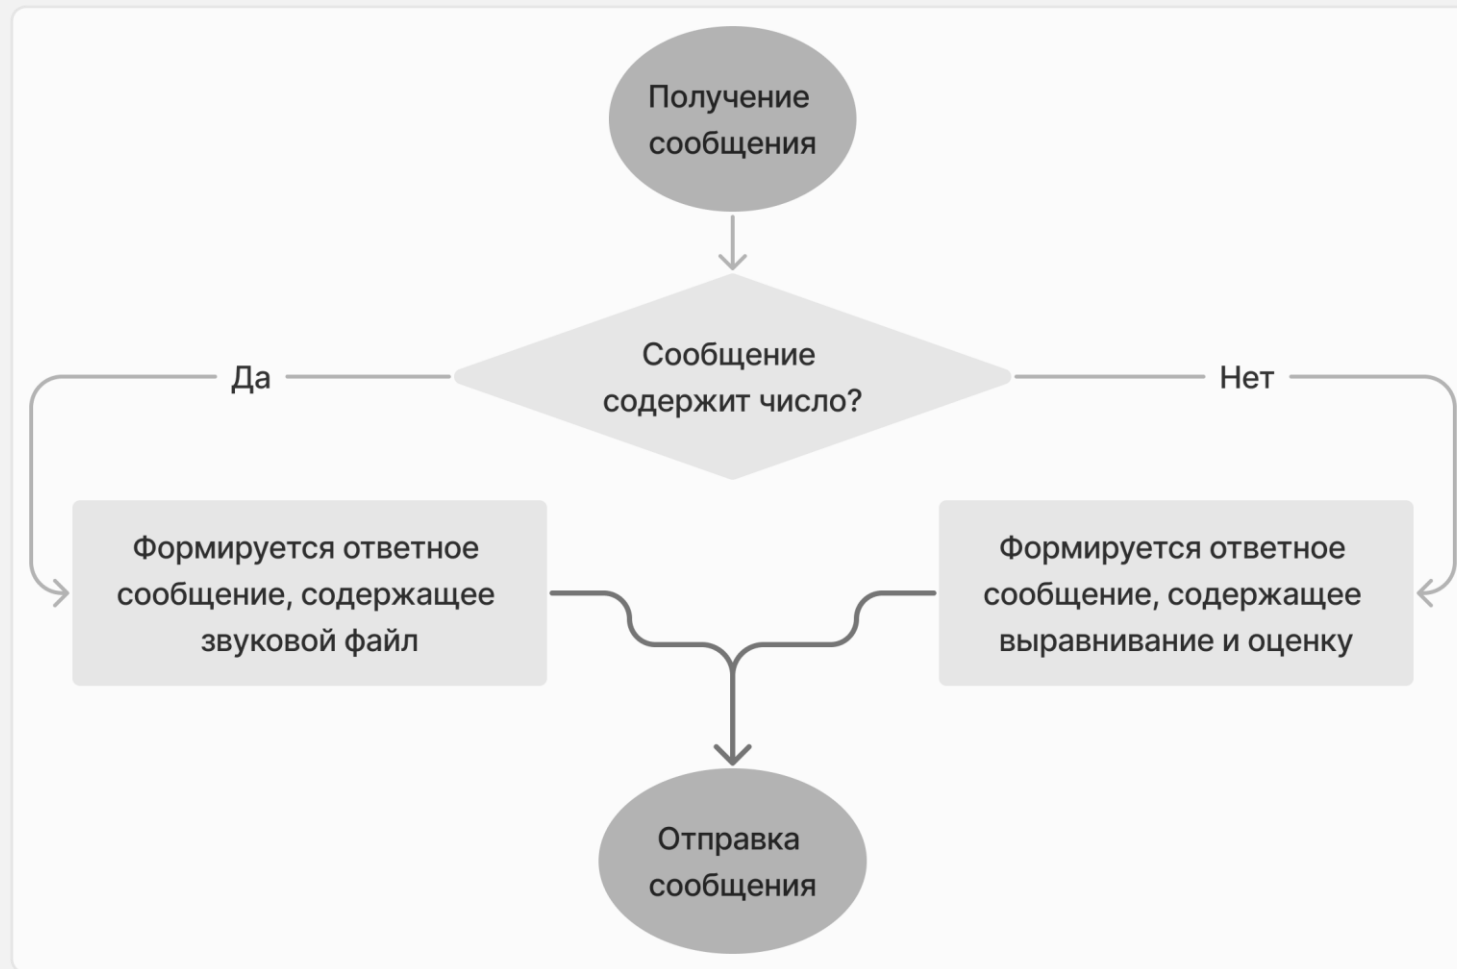 Получение
сообщения
Сообщение
содержит число?
Да
Нет
Формируется ответное
сообщение, содержащее
звуковой файл
Формируется ответное
сообщение, содержащее
выравнивание и оценку
Отправка
сообщения